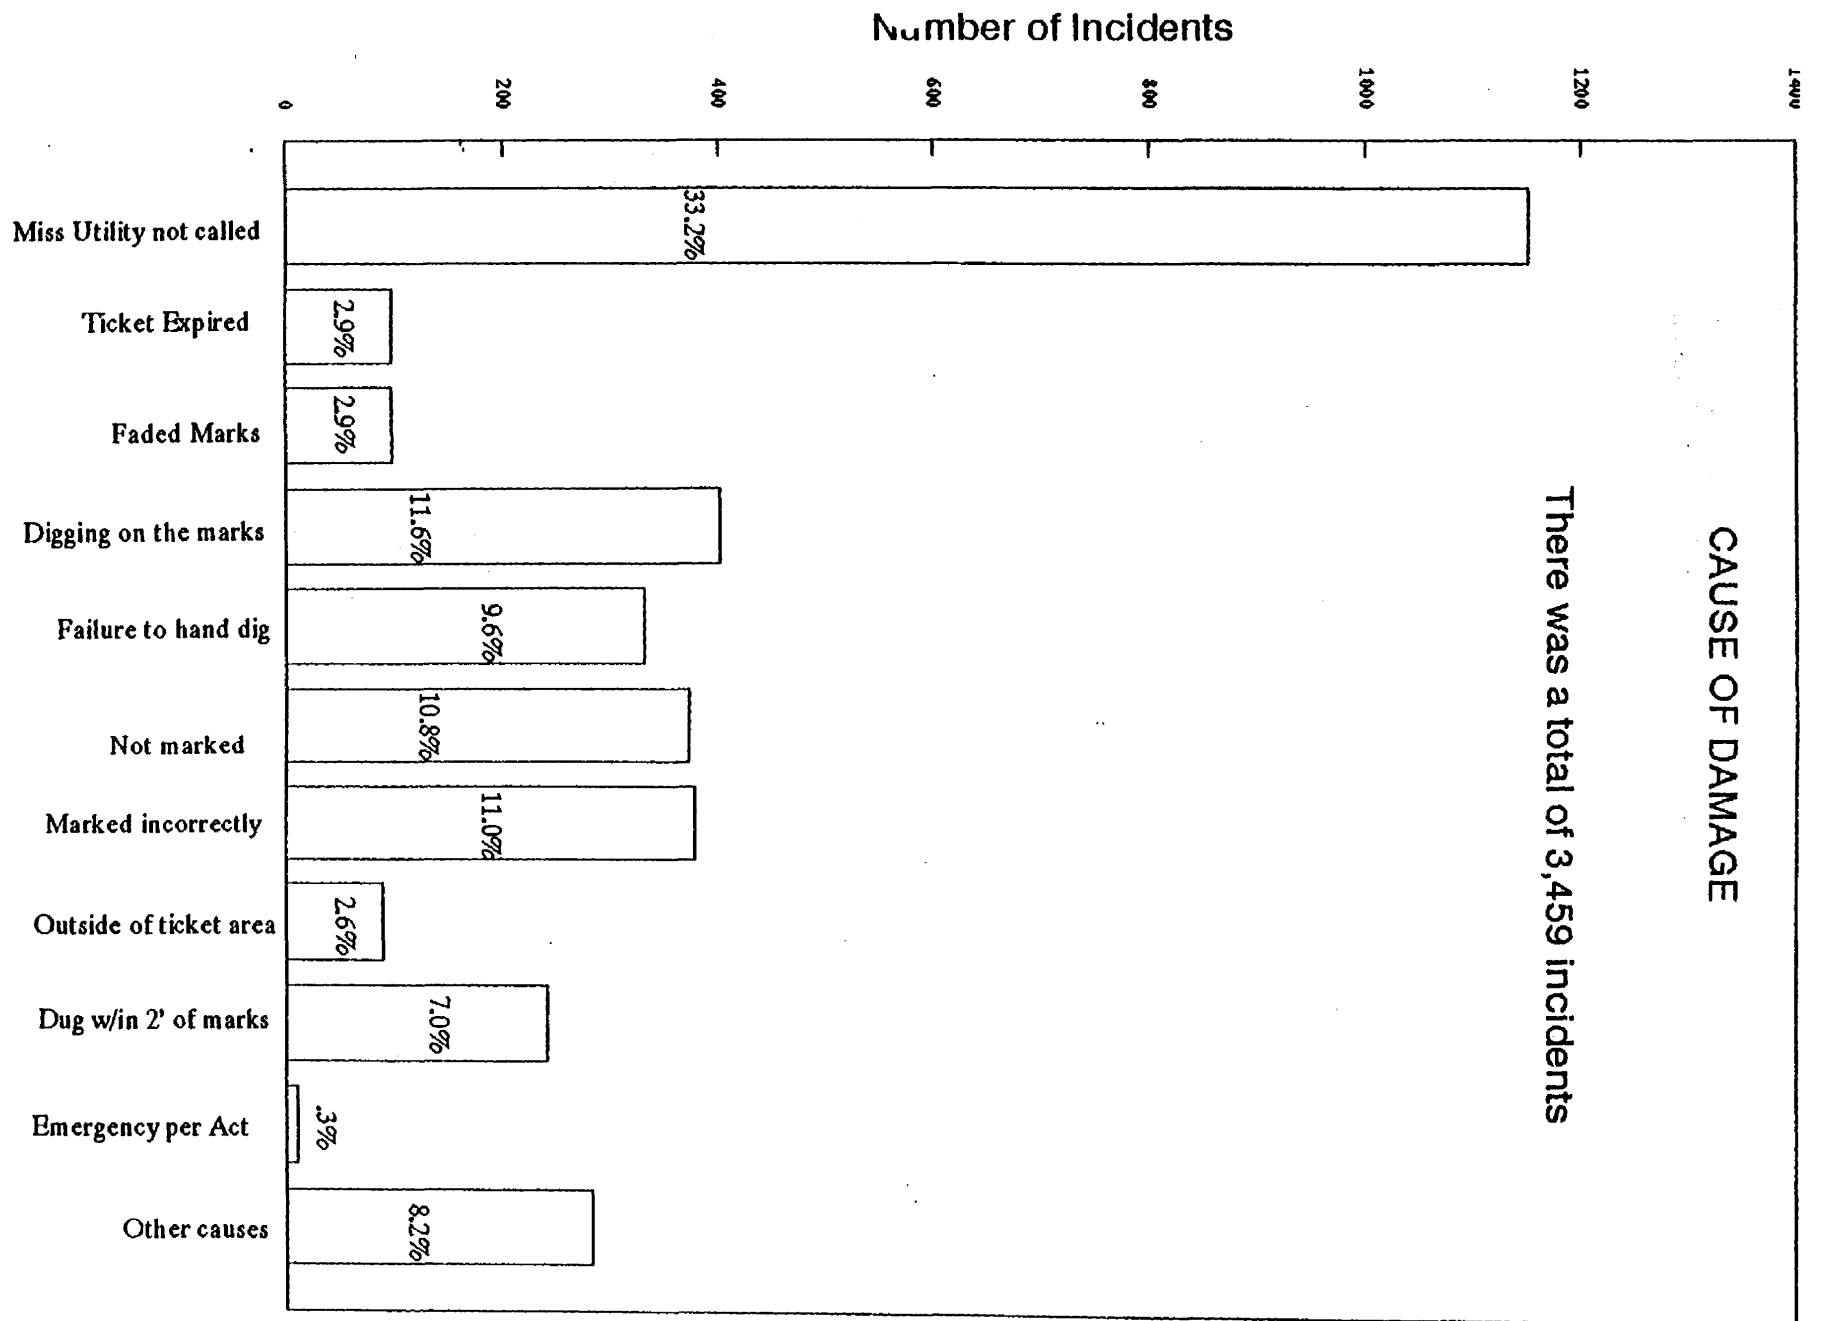 Number of Incidents
0
200
400
600
800
1000
1200
1400
CAUSE OF DAMAGE
There was a total of 3,459 incidents
Miss Utility not called
33.2%
Ticket Expired
2.9%
Faded Marks
2.9%
Digging on the marks
11.6%
Failure to hand dig
9.6%
Not marked
10.8%
Marked incorrectly
11.0%
Outside of ticket area
2.6%
Dug w/in 2' of marks
7.0%
Emergency per Act
.3%
Other causes
8.2%